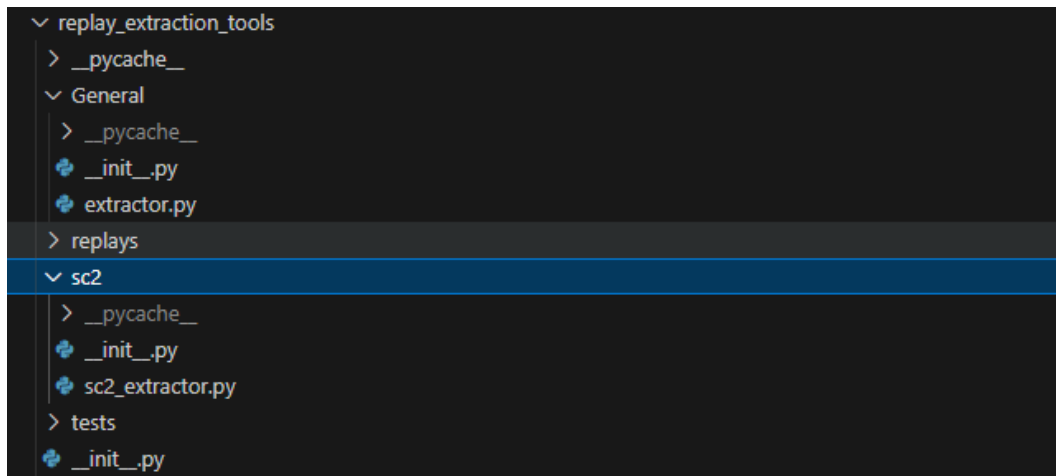 replay_extraction_tools
__pycache__
General
__pycache__
__init__.py
extractor.py
replays
sc2
__pycache__
__init__.py
sc2_extractor.py
tests
__init__.py